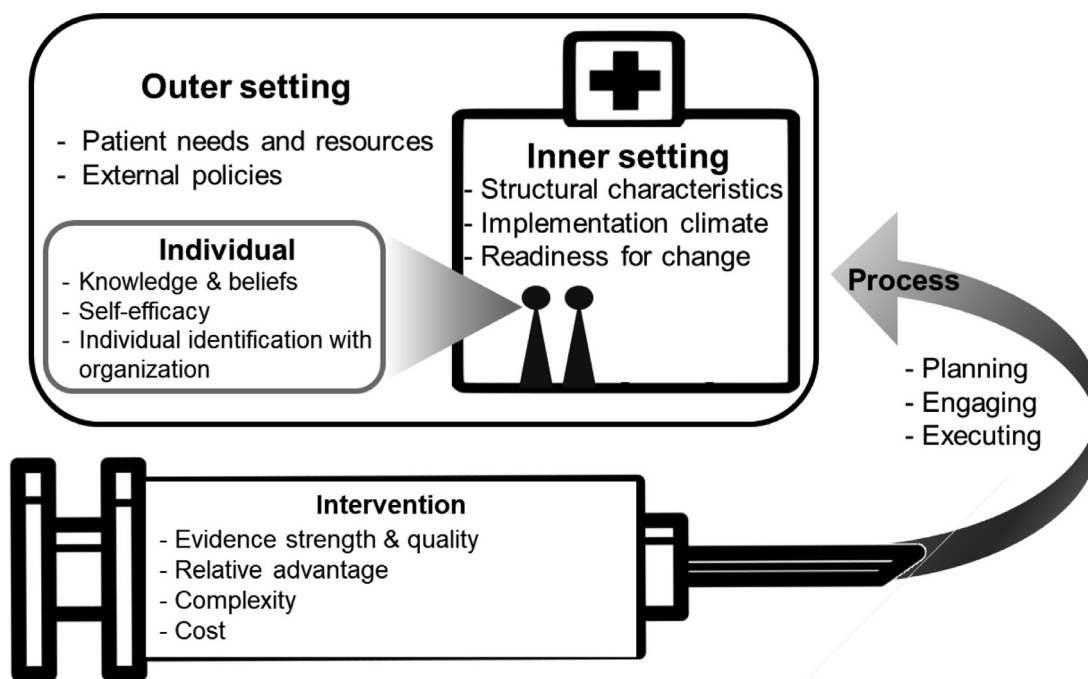 Outer setting
- Patient needs and resources
- External policies
Inner setting
- Structural characteristics
- Implementation climate
- Readiness for change
Individual
- Knowledge & beliefs
- Self-efficacy
- Individual identification with
organization
Process
- Planning
- Engaging
- Executing
Intervention
- Evidence strength & quality
- Relative advantage
- Complexity
- Cost